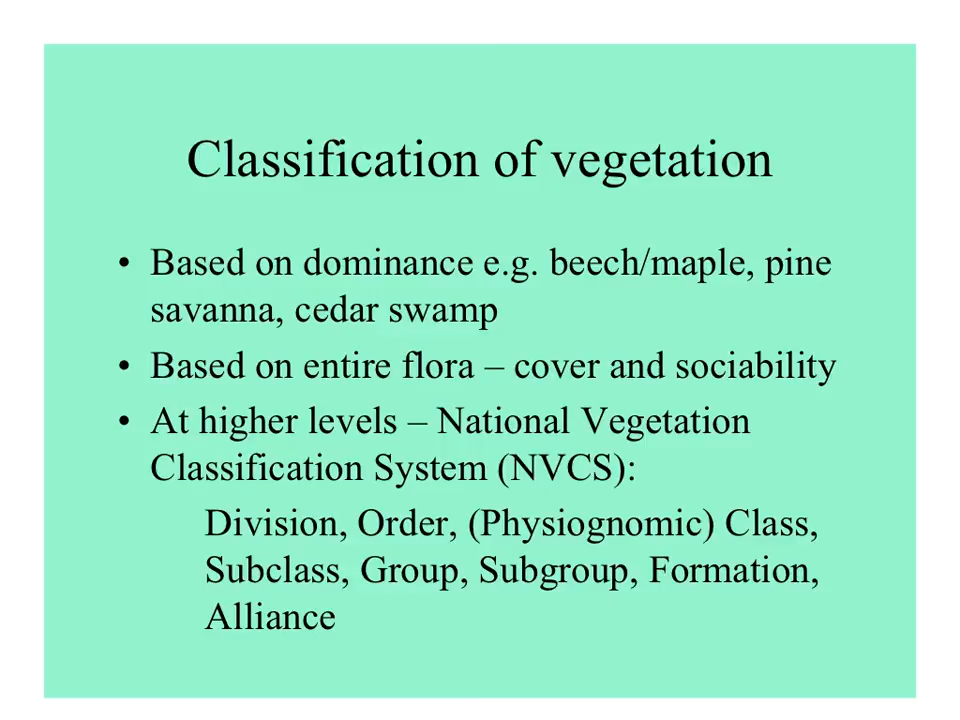 Classification of vegetation
• Based on dominance e.g. beech/maple, pine
savanna, cedar swamp
• Based on entire flora – cover and sociability
• At higher levels – National Vegetation
Classification System (NVCS):
Division, Order, (Physiognomic) Class,
Subclass, Group, Subgroup, Formation,
Alliance